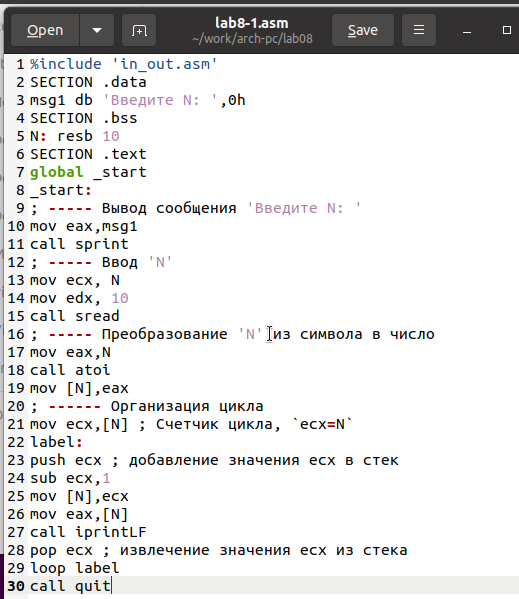 Open
lab8-1.asm
~/work/arch-pc/lab08
Save
1 %include 'in_out.asm'
2 SECTION .data
3 msg1 db 'Введите N: ',0h
4 SECTION .bss
5 N: resb 10
6 SECTION .text
7 global _start
8 _start:
9 ; ----- Вывод сообщения 'Введите N: '
10 mov eax,msg1
11 call sprint
12 ; ----- Ввод 'N'
13 mov ecx, N
14 mov edx, 10
15 call sread
16 ; ----- Преобразование 'N' из символа в число
17 mov eax,N
18 call atoi
19 mov [N],eax
20 ; ------ Организация цикла
21 mov ecx,[N] ; Счетчик цикла, `ecx=N`
22 label:
23 push ecx ; добавление значения ecx в стек
24 sub ecx,1
25 mov [N],ecx
26 mov eax,[N]
27 call iprintLF
28 pop ecx ; извлечение значения ecx из стека
29 loop label
30 call quit